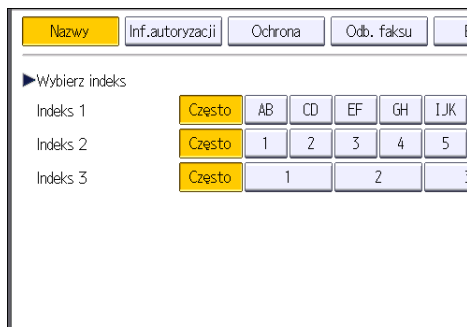 Nazwy Inf.autoryzacji Ochrona Odb. faksu
►Wybierz indeks
Indeks 1 Często AB CD EF GH IJK
Indeks 2 Często 1 2 3 4 5
Indeks 3 Często 1 2